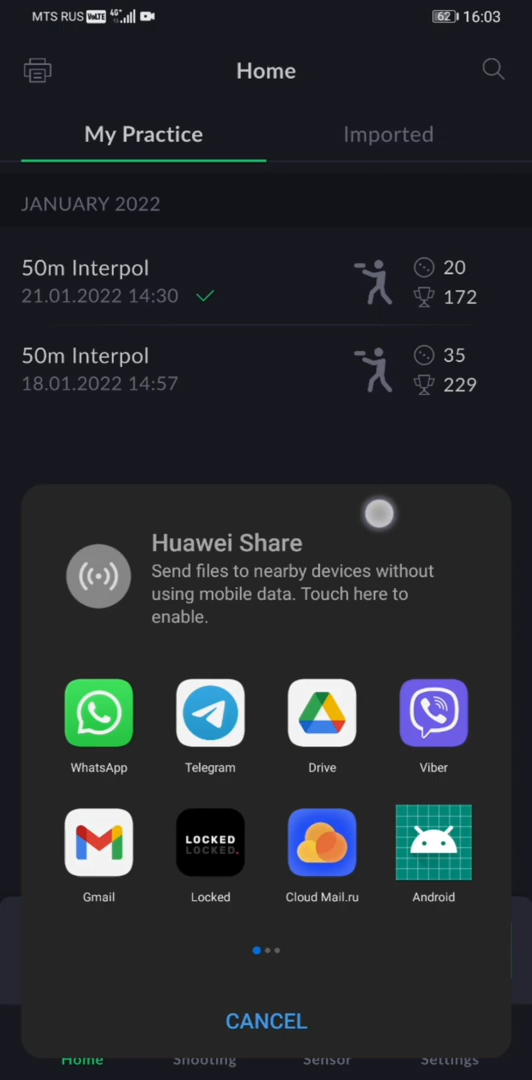 MTS RUS VoLTE 4G+ 62 16:03
Home
My Practice Imported
JANUARY 2022
50m Interpol 20
21.01.2022 14:30 172
50m Interpol 35
18.01.2022 14:57 229
Huawei Share
Send files to nearby devices without
using mobile data. Touch here to
enable.
WhatsApp Telegram Drive Viber
LOCKED
LOCKED.
Gmail Locked Cloud Mail.ru Android
CANCEL
Home Shooting Sensor Settings